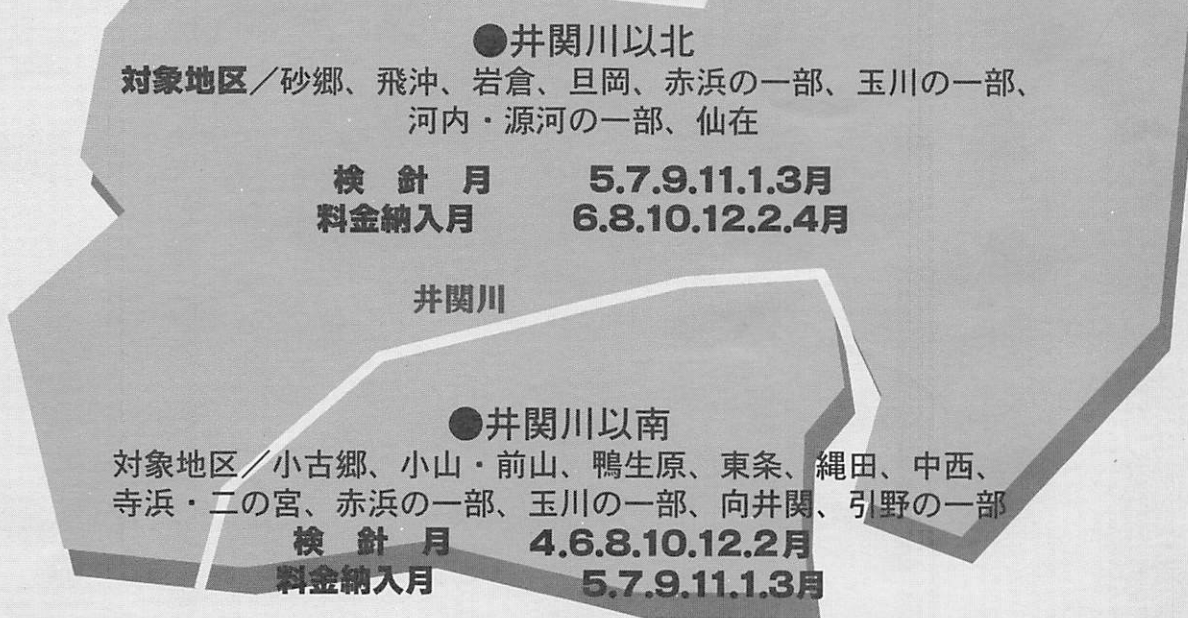 ●井関川以北
対象地区／砂郷、飛沖、岩倉、旦岡、赤浜の一部、玉川の一部、
河内・源河の一部、仙在
検針月 5.7.9.11.1.3月
料金納入月 6.8.10.12.2.4月
井関川
●井関川以南
対象地区／小古郷、小山・前山、鴨生原、東条、縄田、中西、
寺浜・二の宮、赤浜の一部、玉川の一部、向井関、引野の一部
検針月 4.6.8.10.12.2月
料金納入月 5.7.9.11.1.3月